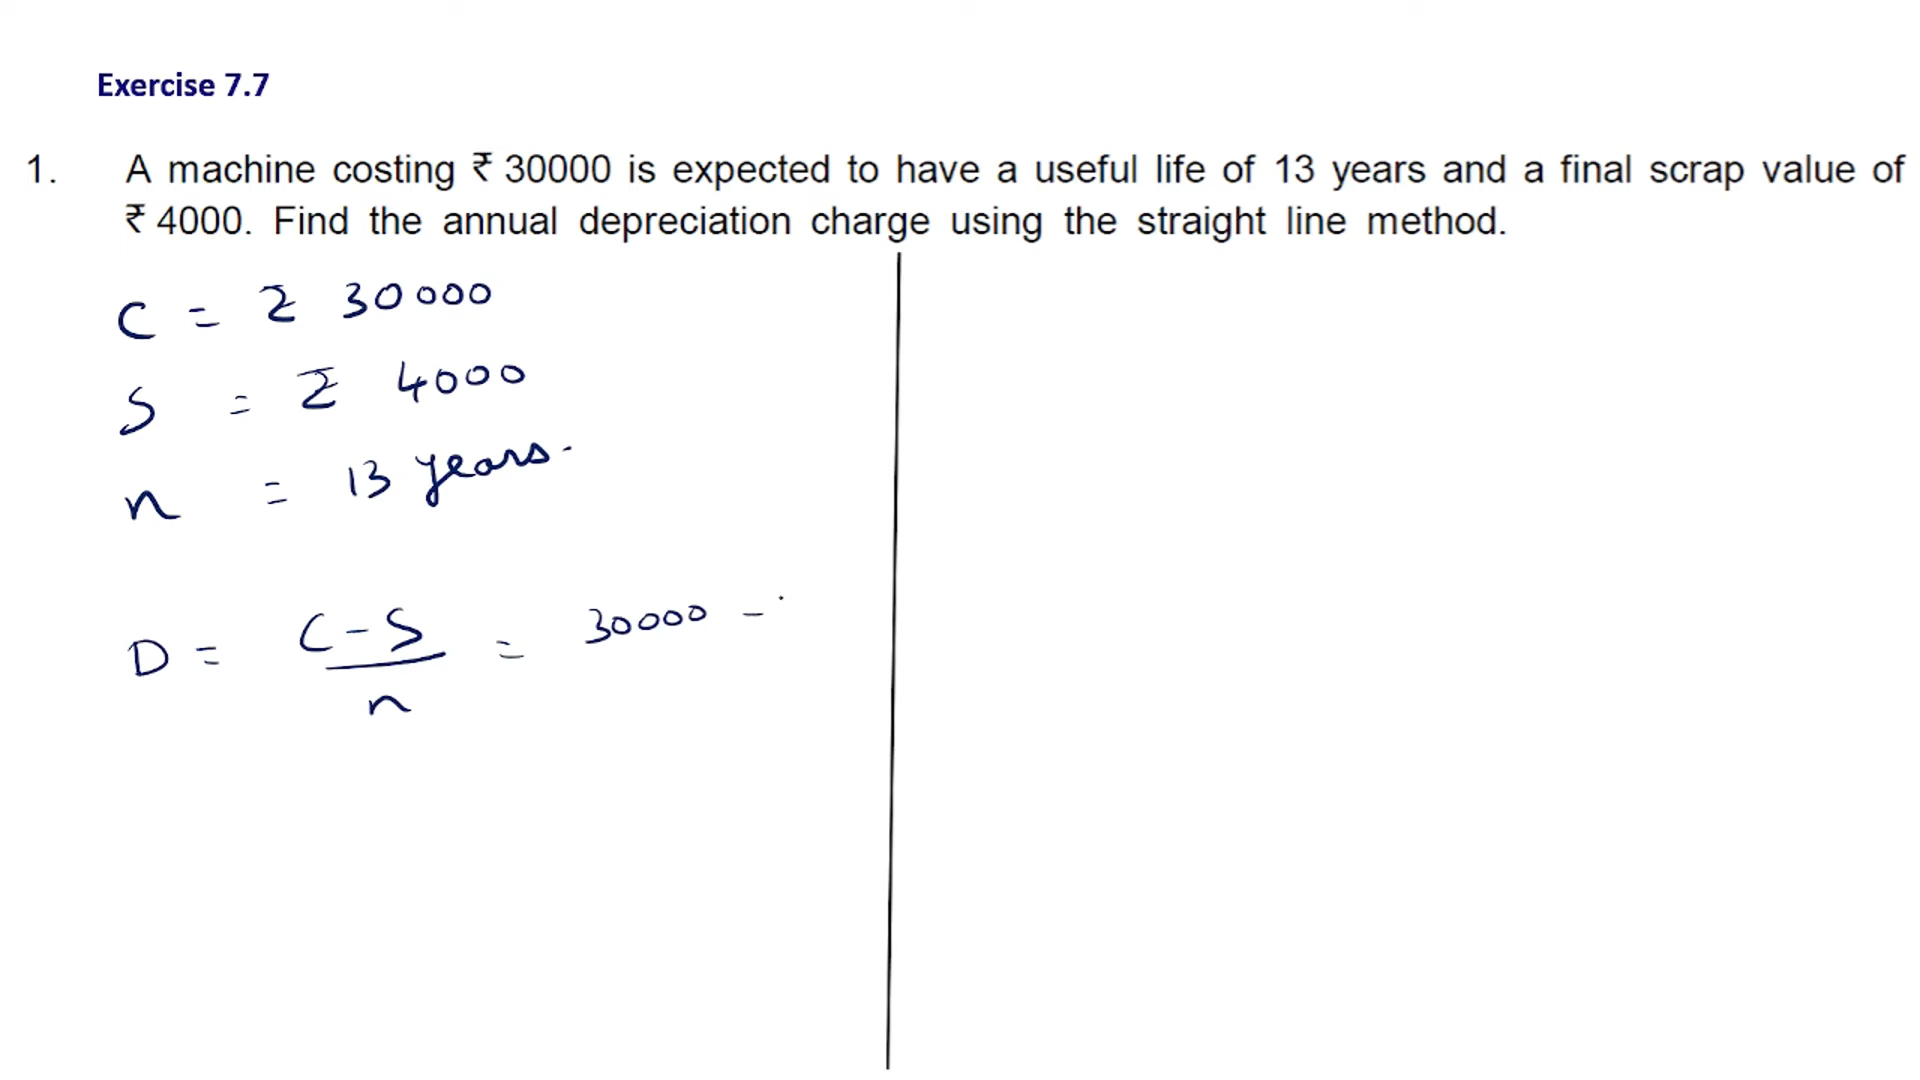 Exercise 7.7
1. A machine costing ₹ 30000 is expected to have a useful life of 13 years and a final scrap value of
₹ 4000. Find the annual depreciation charge using the straight line method.
C = ₹ 30000
S = ₹ 4000
n = 13 years.
D = C - S = 30000 -
n